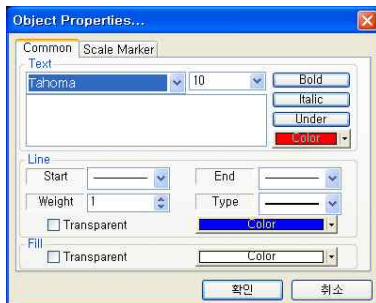 Object Properties...
Common Scale Marker
Text
Tahoma 10 Bold
Italic
Under
Color
Line
Start End
Weight 1 Type
Transparent Color
Fill
Transparent Color
확인 취소